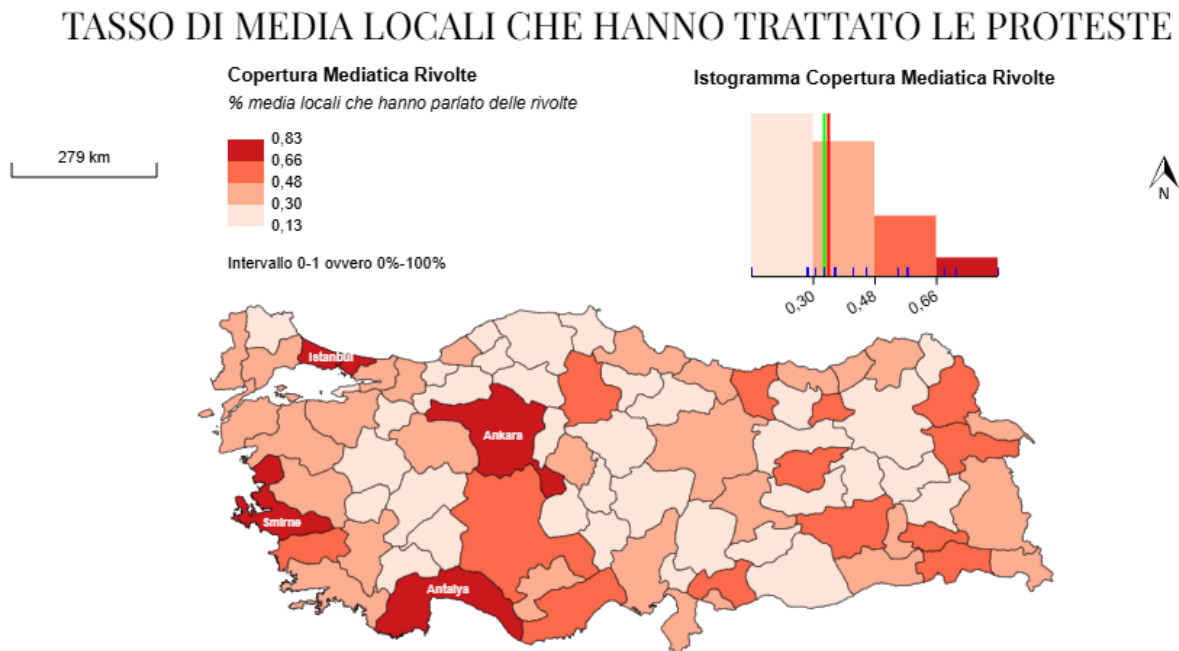 TASSO DI MEDIA LOCALI CHE HANNO TRATTATO LE PROTESTE
Copertura Mediatica Rivolte
% media locali che hanno parlato delle rivolte
0,83
0,66
0,48
0,30
0,13
Intervallo 0-1 ovvero 0%-100%
279 km
Istogramma Copertura Mediatica Rivolte
0,30
0,48
0,66
N
Istanbul
Ankara
Smirne
Antalya